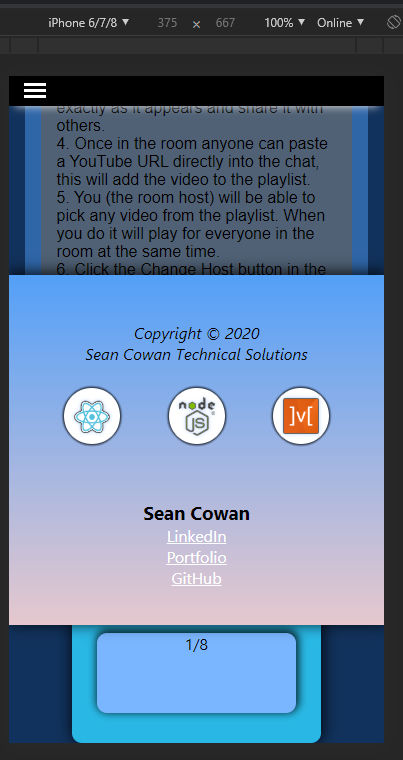 iPhone 6/7/8 ▼ 375 × 667 100% ▼ Online ▼
exactly as it appears and share it with
others.
4. Once in the room anyone can paste
a YouTube URL directly into the chat,
this will add the video to the playlist.
5. You (the room host) will be able to
pick any video from the playlist. When
you do it will play for everyone in the
room at the same time.
6. Click the Change Host button in the
Copyright © 2020
Sean Cowan Technical Solutions
node
JS
]v[
Sean Cowan
LinkedIn
Portfolio
GitHub
1/8